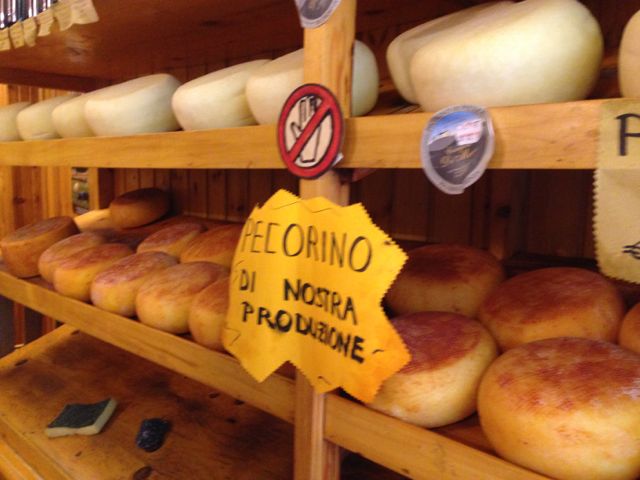 PECORINO
DI NOSTRA
PRODUZIONE
P